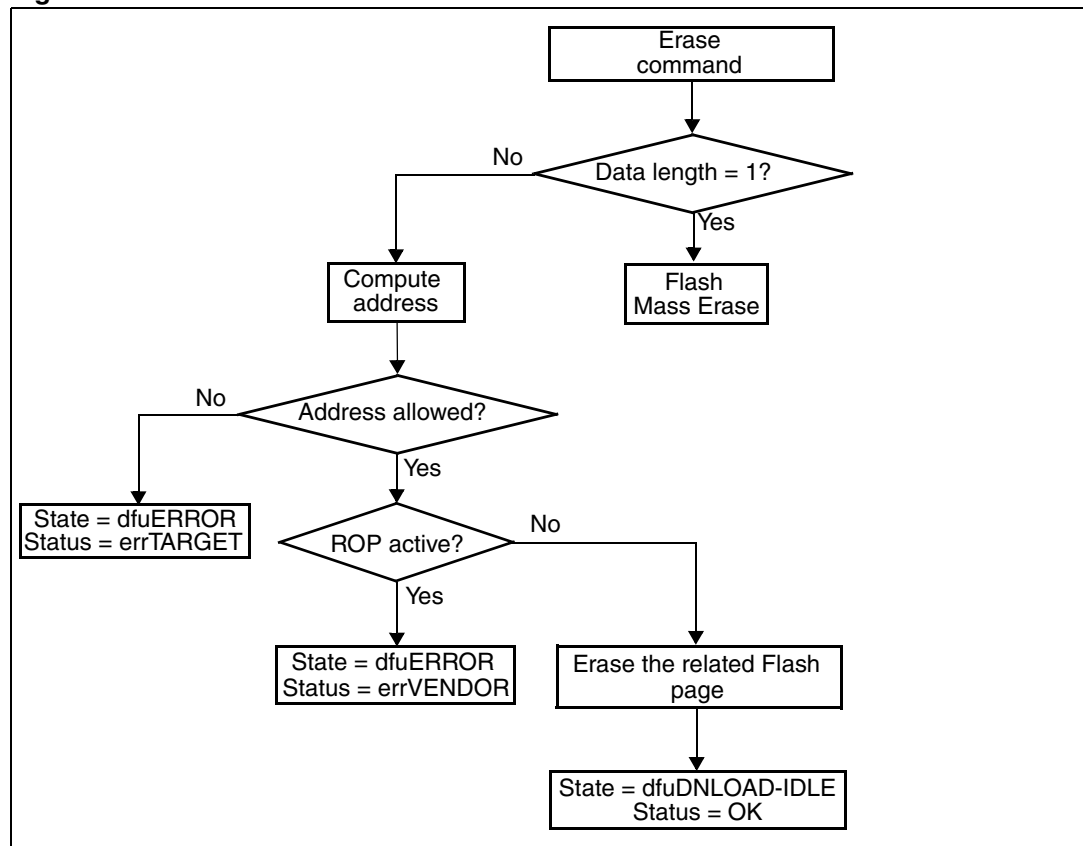 Erase
command
No
Data length = 1?
Yes
Compute
address
Flash
Mass Erase
No
Address allowed?
Yes
State = dfuERROR
Status = errTARGET
ROP active?
No
Yes
State = dfuERROR
Status = errVENDOR
Erase the related Flash
page
State = dfuDNLOAD-IDLE
Status = OK